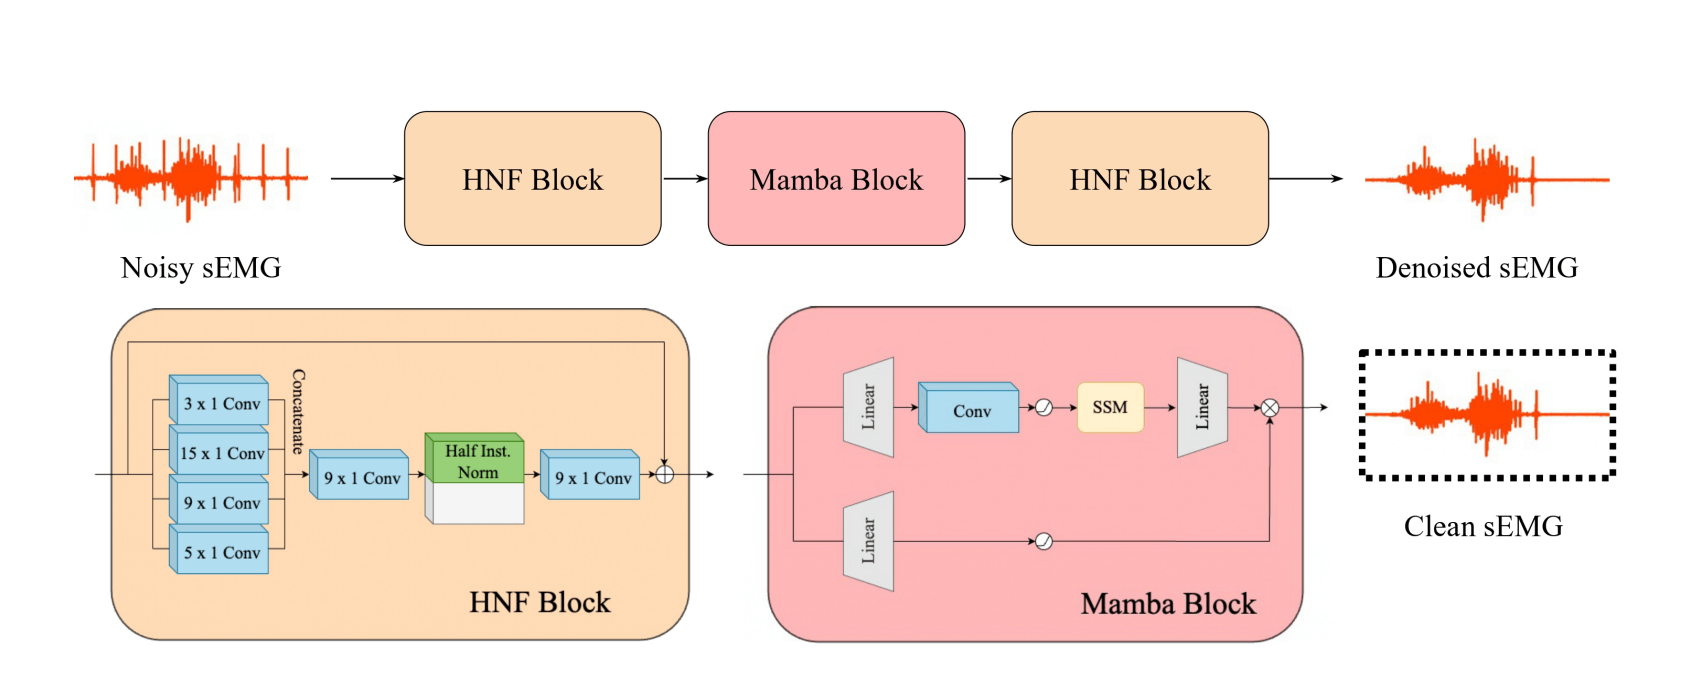 HNF Block
Mamba Block
HNF Block
Noisy sEMG
Denoised sEMG
Concatenate
3 x 1 Conv
15 x 1 Conv
9 x 1 Conv
5 x 1 Conv
9 x 1 Conv
Half Inst.
Norm
9 x 1 Conv
HNF Block
Linear
Conv
SSM
Linear
Linear
Mamba Block
Clean sEMG